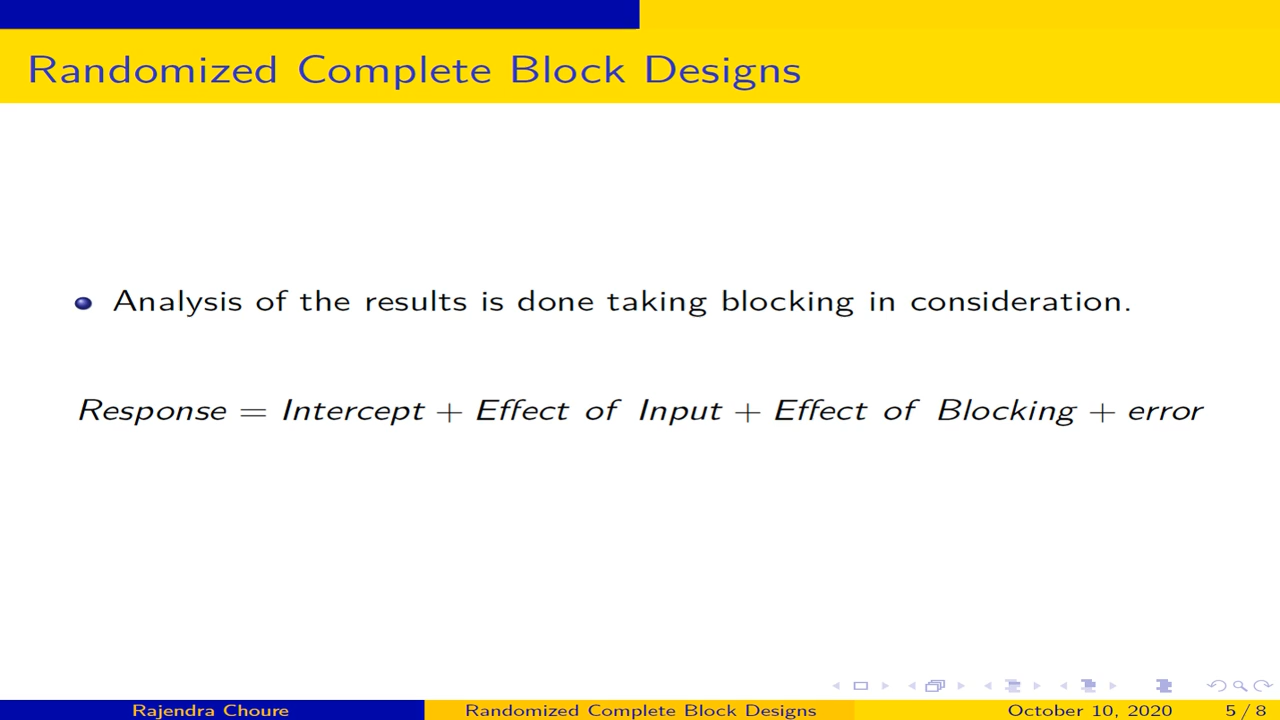 Randomized Complete Block Designs
Analysis of the results is done taking blocking in consideration.
Response = Intercept + Effect of Input + Effect of Blocking + error
Rajendra Choure Randomized Complete Block Designs October 10, 2020 5 / 8